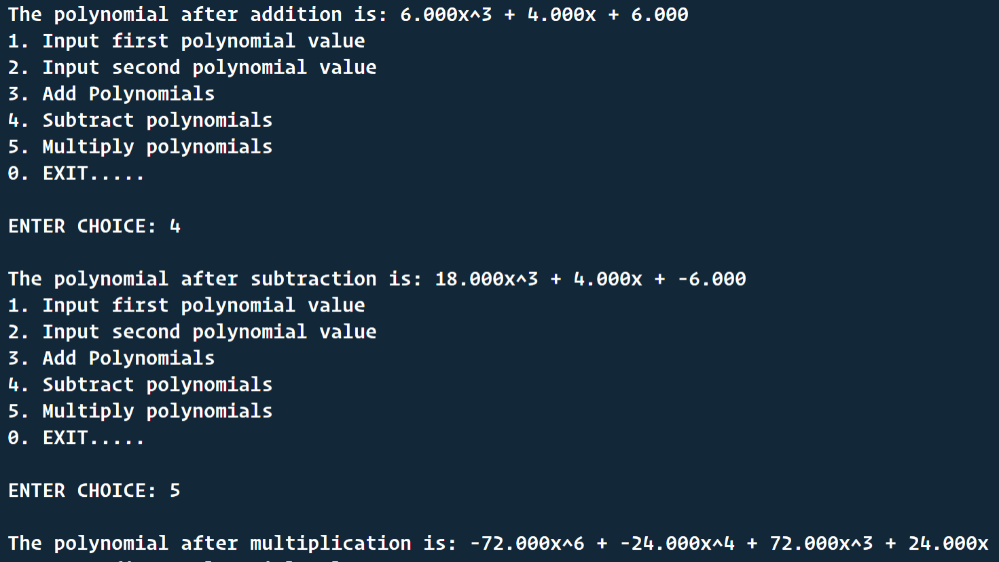 The polynomial after addition is: 6.000x^3 + 4.000x + 6.000
1. Input first polynomial value
2. Input second polynomial value
3. Add Polynomials
4. Subtract polynomials
5. Multiply polynomials
0. EXIT.....
ENTER CHOICE: 4
The polynomial after subtraction is: 18.000x^3 + 4.000x + -6.000
1. Input first polynomial value
2. Input second polynomial value
3. Add Polynomials
4. Subtract polynomials
5. Multiply polynomials
0. EXIT.....
ENTER CHOICE: 5
The polynomial after multiplication is: -72.000x^6 + -24.000x^4 + 72.000x^3 + 24.000x